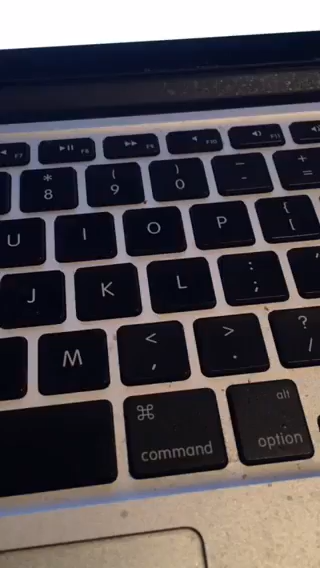 F7 F8 F9 F10 F11
* ( ) _ +
8 9 0 - =
U I O P { [
J K L : ; "
M < , > . ? /
⌘ alt
command option